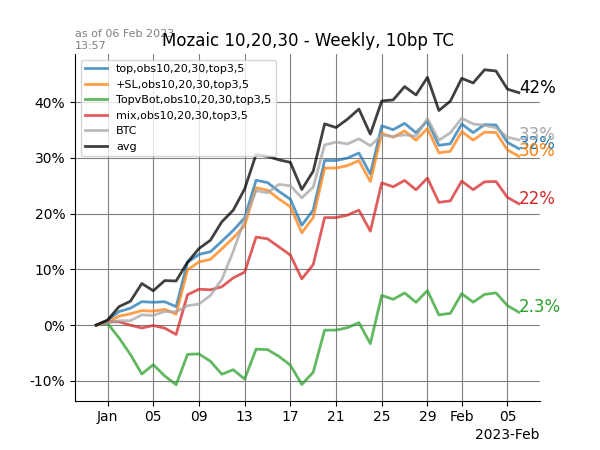 as of 06 Feb 2023
13:57
Mozaic 10,20,30 - Weekly, 10bp TC
top,obs10,20,30,top3,5
+SL,obs10,20,30,top3,5
TopvBot,obs10,20,30,top3,5
mix,obs10,20,30,top3,5
BTC
avg
40%
30%
20%
10%
0%
-10%
42%
33%
32%
30%
22%
2.3%
Jan 05 09 13 17 21 25 29 Feb 05
2023-Feb